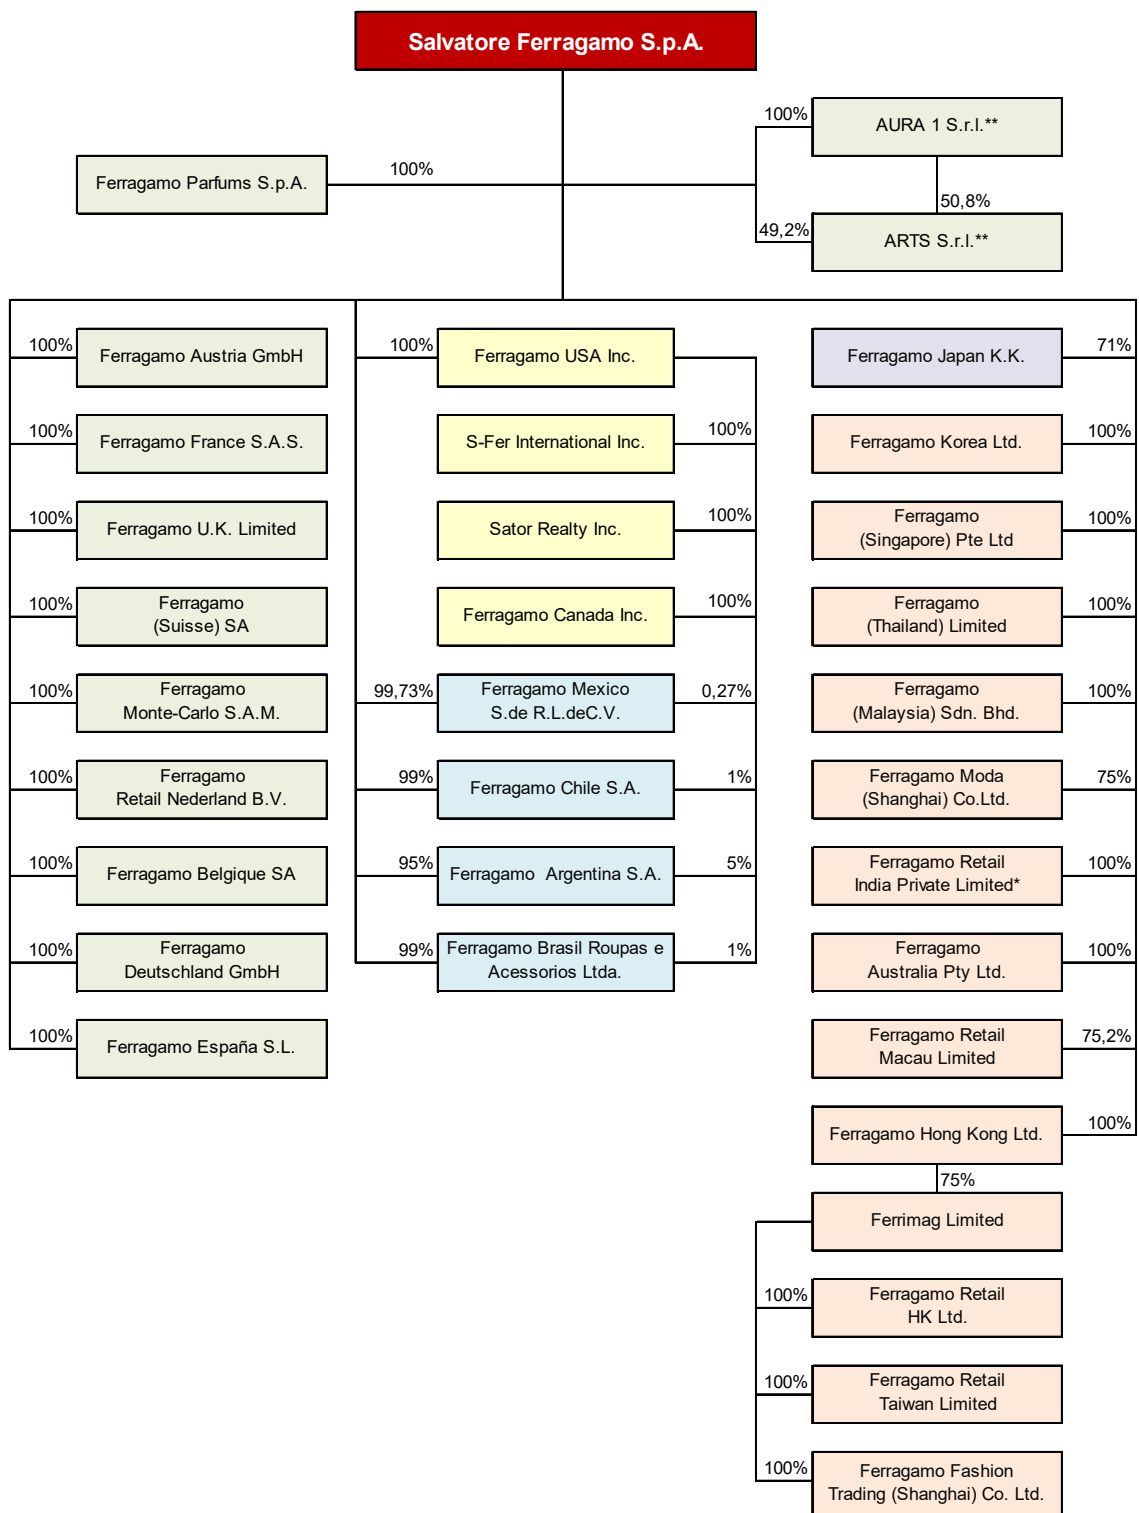 Salvatore Ferragamo S.p.A.
100%
AURA 1 S.r.l.**
Ferragamo Parfums S.p.A.
100%
50,8%
49,2%
ARTS S.r.l.**
100%
Ferragamo Austria GmbH
100%
Ferragamo USA Inc.
Ferragamo Japan K.K.
71%
100%
Ferragamo France S.A.S.
S-Fer International Inc.
100%
Ferragamo Korea Ltd.
100%
100%
Ferragamo U.K. Limited
Sator Realty Inc.
100%
Ferragamo
(Singapore) Pte Ltd
100%
100%
Ferragamo
(Suisse) SA
Ferragamo Canada Inc.
100%
Ferragamo
(Thailand) Limited
100%
100%
Ferragamo
Monte-Carlo S.A.M.
99,73%
Ferragamo Mexico
S.de R.L.deC.V.
0,27%
Ferragamo
(Malaysia) Sdn. Bhd.
100%
100%
Ferragamo
Retail Nederland B.V.
99%
Ferragamo Chile S.A.
1%
Ferragamo Moda
(Shanghai) Co.Ltd.
75%
100%
Ferragamo Belgique SA
95%
Ferragamo  Argentina S.A.
5%
Ferragamo Retail
India Private Limited*
100%
100%
Ferragamo
Deutschland GmbH
99%
Ferragamo Brasil Roupas e
Acessorios Ltda.
1%
Ferragamo
Australia Pty Ltd.
100%
100%
Ferragamo España S.L.
Ferragamo Retail
Macau Limited
75,2%
Ferragamo Hong Kong Ltd.
100%
75%
Ferrimag Limited
100%
Ferragamo Retail
HK Ltd.
100%
Ferragamo Retail
Taiwan Limited
100%
Ferragamo Fashion
Trading (Shanghai) Co. Ltd.